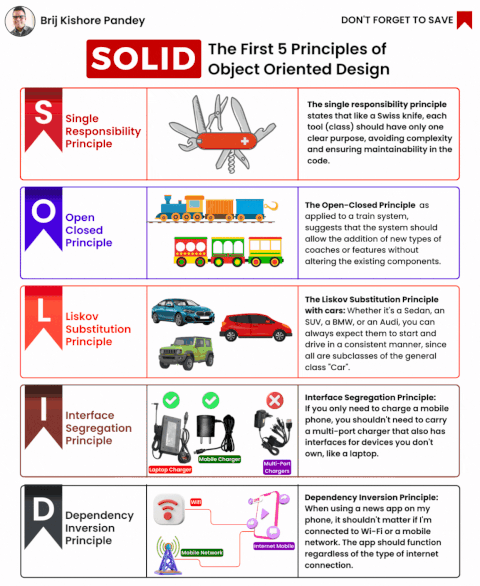 Brij Kishore Pandey
DON'T FORGET TO SAVE
SOLID
The First 5 Principles of
Object Oriented Design
S
Single
Responsibility
Principle
The single responsibility principle
states that like a Swiss knife, each
tool (class) should have only one
clear purpose, avoiding complexity
and ensuring maintainability in the
code.
O
Open
Closed
Principle
The Open-Closed Principle as
applied to a train system,
suggests that the system should
allow the addition of new types of
coaches or features without
altering the existing components.
L
Liskov
Substitution
Principle
The Liskov Substitution Principle
with cars: Whether it's a Sedan, an
SUV, a BMW, or an Audi, you can
always expect them to start and
drive in a consistent manner, since
all are subclasses of the general
class "Car".
I
Interface
Segregation
Principle
Laptop Charger
Mobile Charger
Multi-Port
Chargers
Interface Segregation Principle:
If you only need to charge a mobile
phone, you shouldn't need to carry
a multi-port charger that also has
interfaces for devices you don't
own, like a laptop.
D
Dependency
Inversion
Principle
Wifi
Mobile Network
Internet Mobile
Dependency Inversion Principle:
When using a news app on my
phone, it shouldn't matter if I'm
connected to Wi-Fi or a mobile
network. The app should function
regardless of the type of internet
connection.